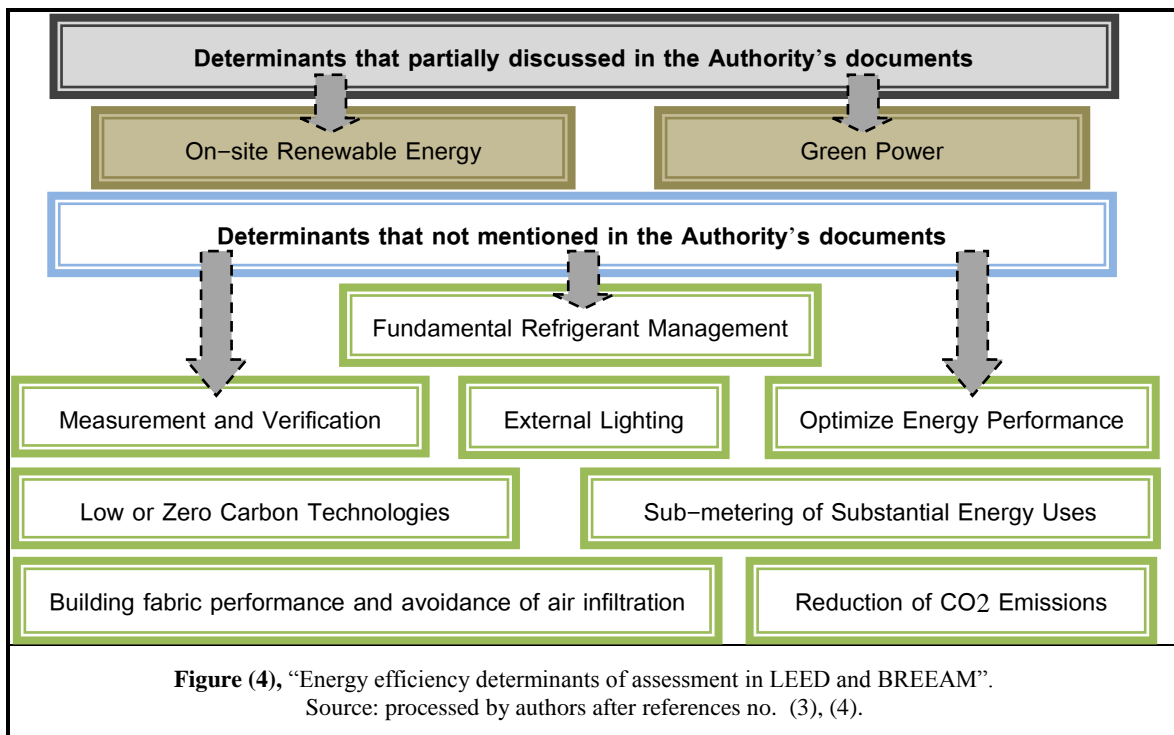 Determinants that partially discussed in the Authority’s documents
On−site Renewable Energy
Green Power
Determinants that not mentioned in the Authority’s documents
Fundamental Refrigerant Management
Measurement and Verification
External Lighting
Optimize Energy Performance
Low or Zero Carbon Technologies
Sub−metering of Substantial Energy Uses
Building fabric performance and avoidance of air infiltration
Reduction of CO2 Emissions
Figure (4), “Energy efficiency determinants of assessment in LEED and BREEAM”.
Source: processed by authors after references no. (3), (4).